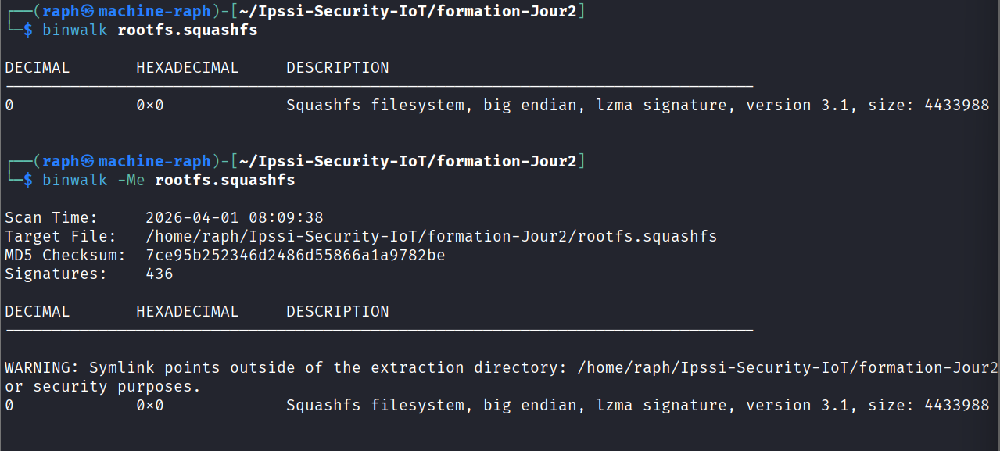 ┌──(raph㉿machine-raph)-[~/Ipssi-Security-IoT/formation-Jour2]
└─$ binwalk rootfs.squashfs
DECIMAL       HEXADECIMAL     DESCRIPTION
--------------------------------------------------------------------------------
0             0×0             Squashfs filesystem, big endian, lzma signature, version 3.1, size: 4433988
┌──(raph㉿machine-raph)-[~/Ipssi-Security-IoT/formation-Jour2]
└─$ binwalk -Me rootfs.squashfs
Scan Time:     2026-04-01 08:09:38
Target File:   /home/raph/Ipssi-Security-IoT/formation-Jour2/rootfs.squashfs
MD5 Checksum:  7ce95b252346d2486d55866a1a9782be
Signatures:    436
DECIMAL       HEXADECIMAL     DESCRIPTION
--------------------------------------------------------------------------------
WARNING: Symlink points outside of the extraction directory: /home/raph/Ipssi-Security-IoT/formation-Jour2
or security purposes.
0             0×0             Squashfs filesystem, big endian, lzma signature, version 3.1, size: 4433988